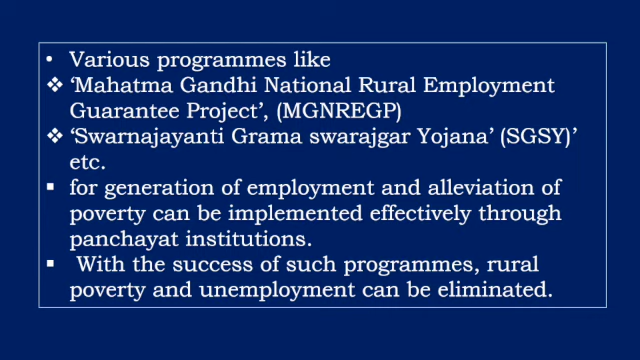 • Various programmes like
❖ ‘Mahatma Gandhi National Rural Employment
Guarantee Project’, (MGNREGP)
❖ ‘Swarnajayanti Grama swarajgar Yojana’ (SGSY)’
etc.
▪ for generation of employment and alleviation of
poverty can be implemented effectively through
panchayat institutions.
▪ With the success of such programmes, rural
poverty and unemployment can be eliminated.